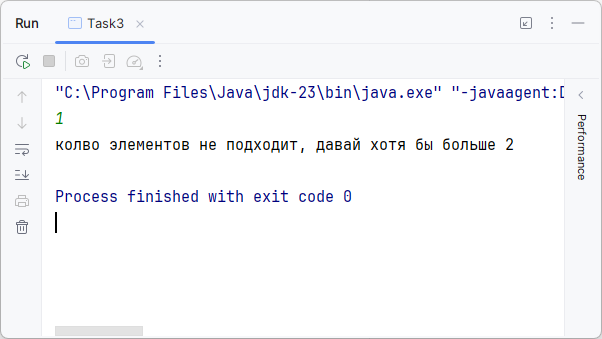 Run Task3
"C:\Program Files\Java\jdk-23\bin\java.exe" "-javaagent:
1
колво элементов не подходит, давай хотя бы больше 2
Process finished with exit code 0
Performance